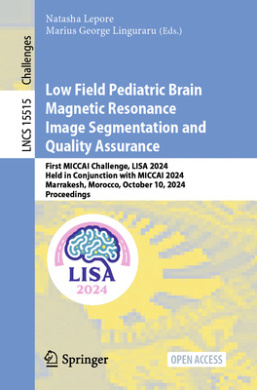 Natasha Lepore
Marius George Linguraru (Eds.)
LNCS 15515
Challenges
Low Field Pediatric Brain
Magnetic Resonance
Image Segmentation and
Quality Assurance
First MICCAI Challenge, LISA 2024
Held in Conjunction with MICCAI 2024
Marrakesh, Morocco, October 10, 2024
Proceedings
LISA
2024
Springer
OPEN ACCESS